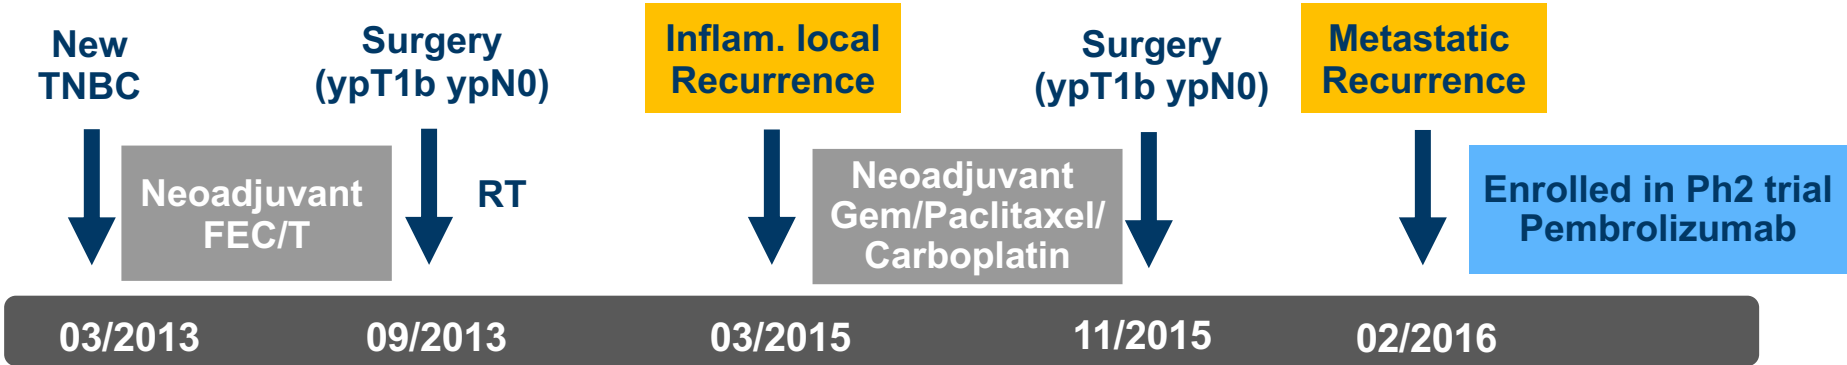 New
TNBC
Neoadjuvant
FEC/T
Surgery
(ypT1b ypN0)
RT
Inflam. local
Recurrence
Neoadjuvant
Gem/Paclitaxel/
Carboplatin
Surgery
(ypT1b ypN0)
Metastatic
Recurrence
Enrolled in Ph2 trial
Pembrolizumab
03/2013
09/2013
03/2015
11/2015
02/2016